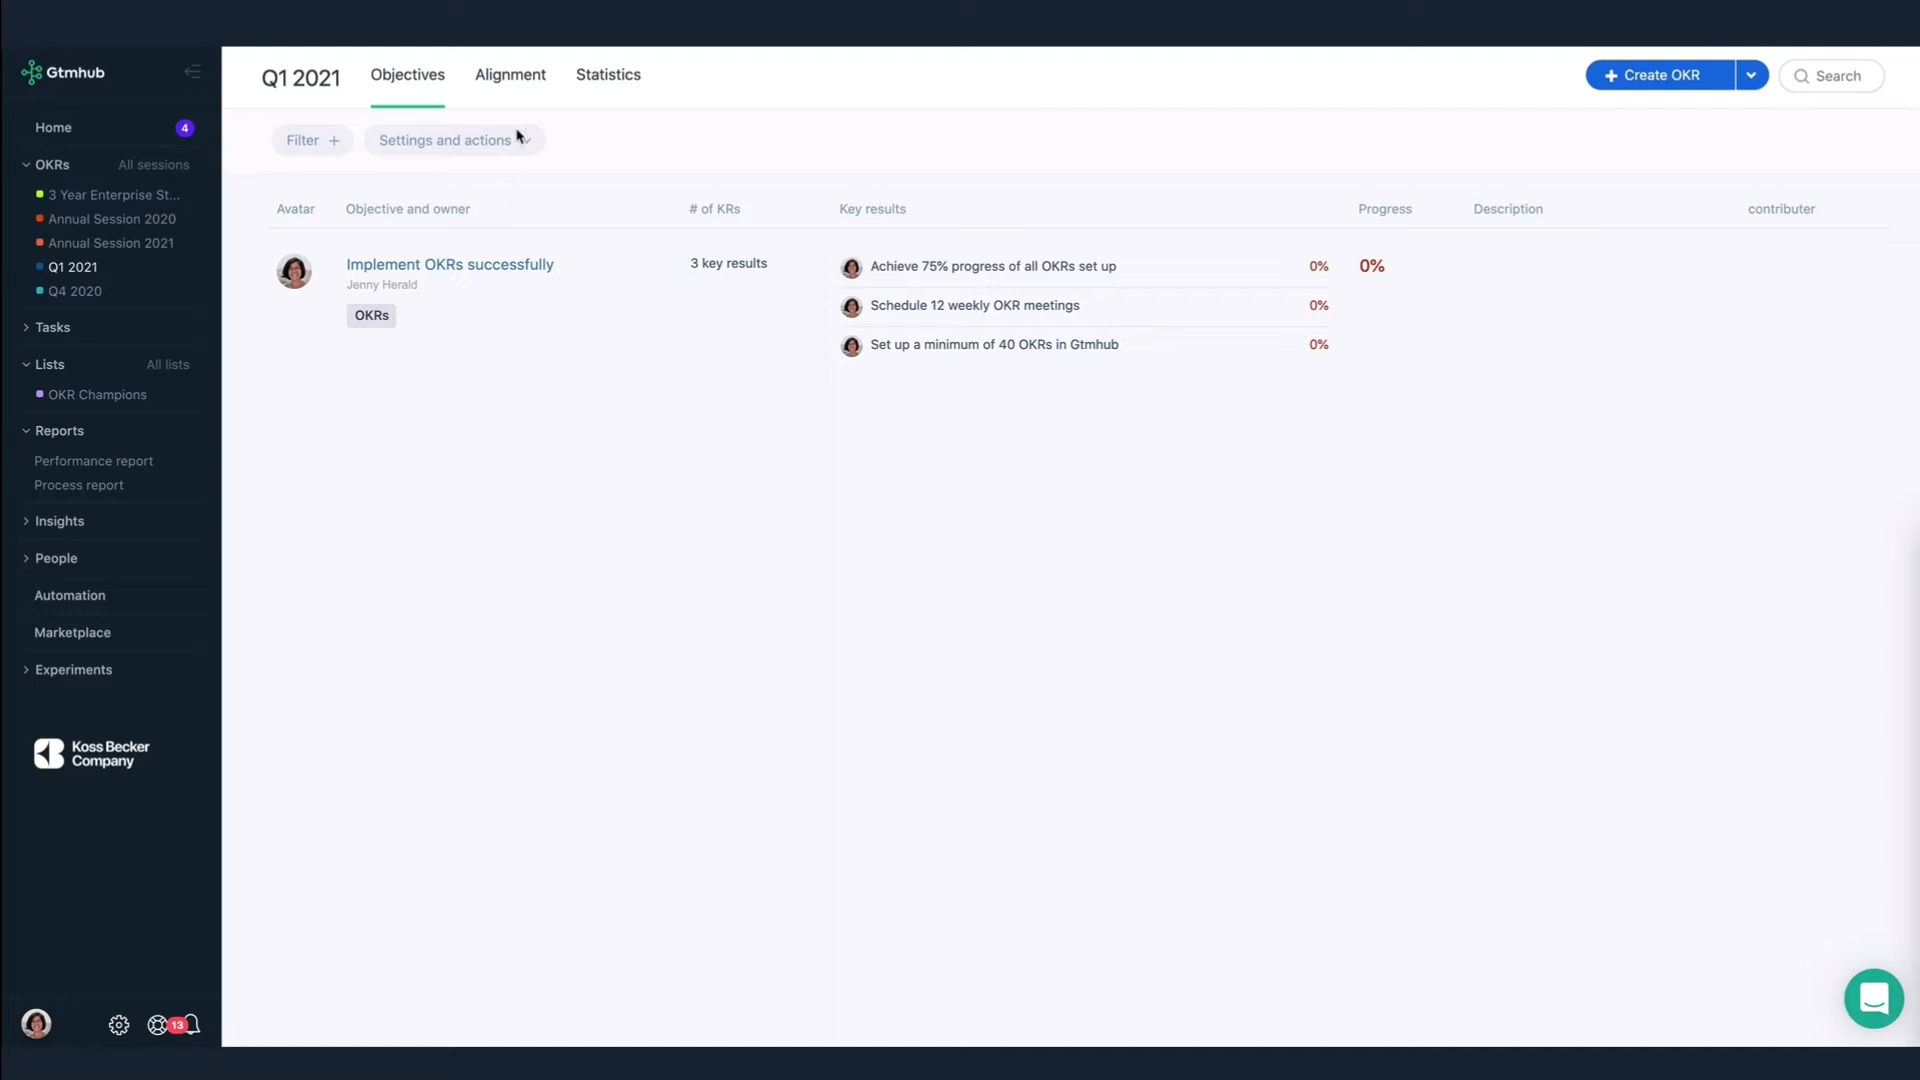 Gtmhub
Home
4
OKRs
All sessions
3 Year Enterprise St...
Annual Session 2020
Annual Session 2021
Q1 2021
Q4 2020
Tasks
Lists
All lists
OKR Champions
Reports
Performance report
Process report
Insights
People
Automation
Marketplace
Experiments
Koss Becker
Company
13
Q1 2021
Objectives
Alignment
Statistics
Create OKR
Search
Filter
Settings and actions
Avatar
Objective and owner
# of KRs
Key results
Progress
Description
contributer
Implement OKRs successfully
Jenny Herald
OKRs
3 key results
Achieve 75% progress of all OKRs set up
0%
0%
Schedule 12 weekly OKR meetings
0%
Set up a minimum of 40 OKRs in Gtmhub
0%